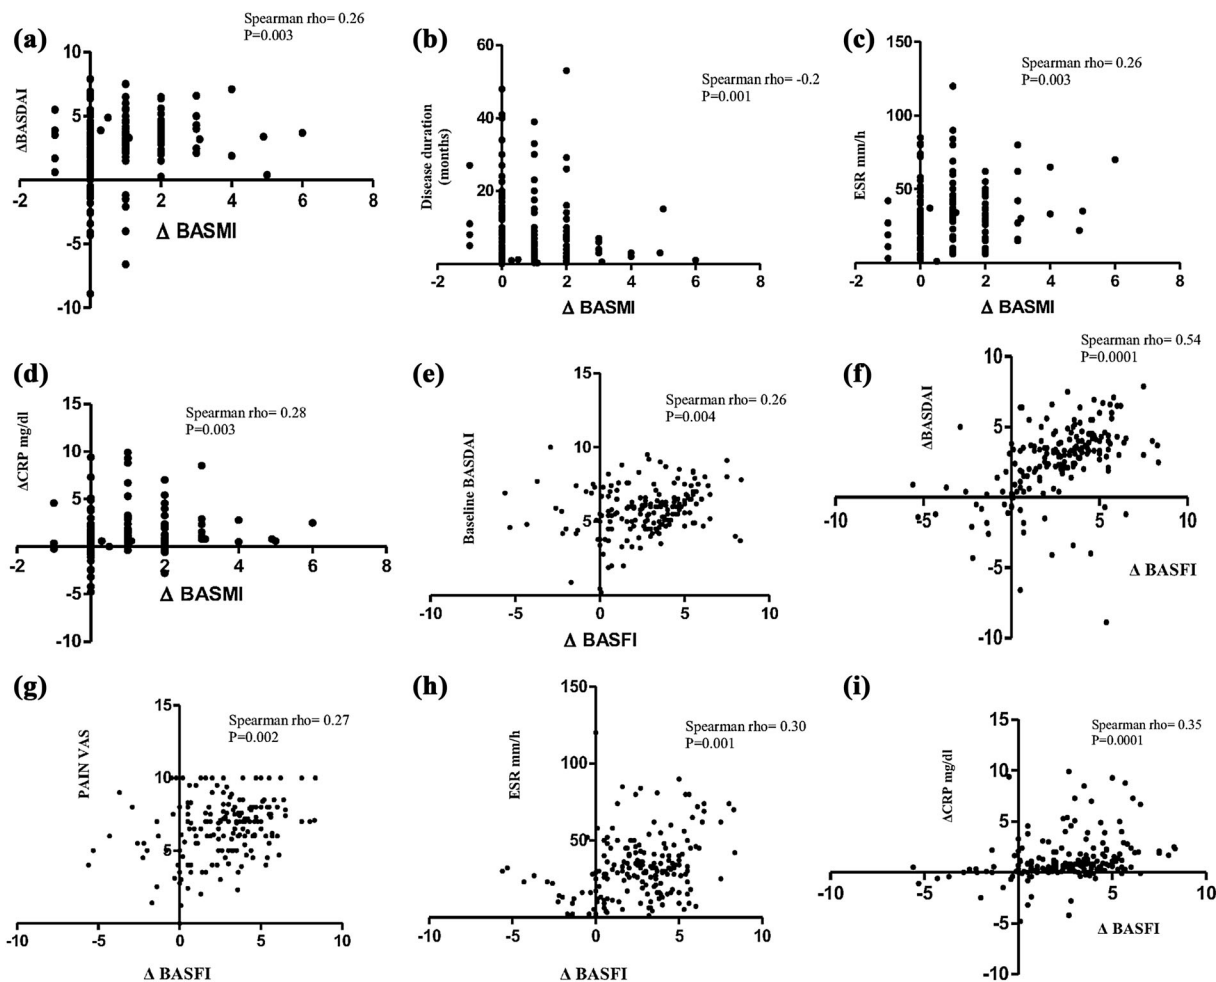 (a)
Spearman rho= 0.26
P=0.003
ΔBASDAI
10
5
-5
-10
-2
0
2
4
6
8
Δ BASMI
(b)
Spearman rho= -0.2
P=0.001
Disease duration
(months)
60
40
20
-2
0
2
4
6
8
Δ BASMI
(c)
Spearman rho= 0.26
P=0.003
ESR mm/h
150
100
50
-2
0
2
4
6
8
Δ BASMI
(d)
Spearman rho= 0.28
P=0.003
ΔCRP mg/dl
15
10
5
-5
-10
-2
0
2
4
6
8
Δ BASMI
(e)
Spearman rho= 0.26
P=0.004
Baseline BASDAI
15
10
5
-10
-5
0
5
10
Δ BASFI
(f)
Spearman rho= 0.54
P=0.0001
ΔBASDAI
10
5
-5
-10
-10
-5
0
5
10
Δ BASFI
(g)
Spearman rho= 0.27
P=0.002
PAIN VAS
15
10
5
-10
-5
0
5
10
Δ BASFI
(h)
Spearman rho= 0.30
P=0.001
ESR mm/h
150
100
50
-10
-5
0
5
10
Δ BASFI
(i)
Spearman rho= 0.35
P=0.0001
ΔCRP mg/dl
15
10
5
-5
-10
-10
-5
0
5
10
Δ BASFI